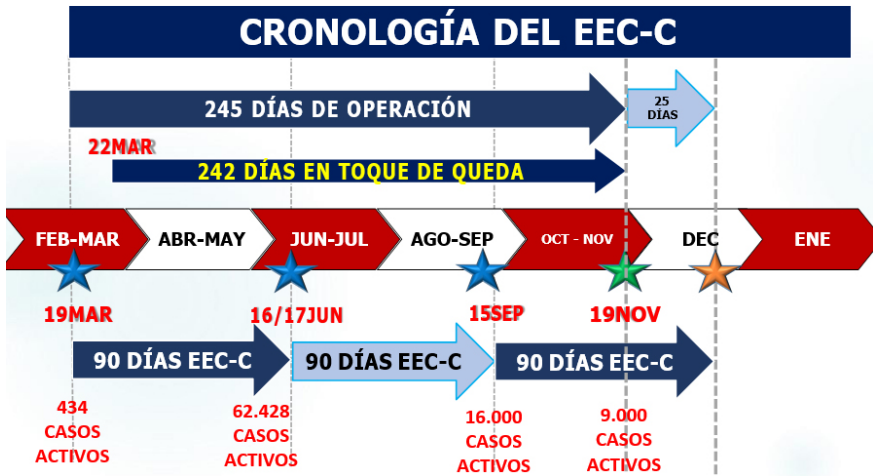 CRONOLOGÍA DEL EEC-C
245 DÍAS DE OPERACIÓN
25
DÍAS
22MAR
242 DÍAS EN TOQUE DE QUEDA
FEB-MAR
ABR-MAY
JUN-JUL
AGO-SEP
OCT - NOV
DEC
ENE
19MAR
16/17JUN
15SEP
19NOV
90 DÍAS EEC-C
90 DÍAS EEC-C
90 DÍAS EEC-C
434
CASOS
ACTIVOS
62.428
CASOS
ACTIVOS
16.000
CASOS
ACTIVOS
9.000
CASOS
ACTIVOS